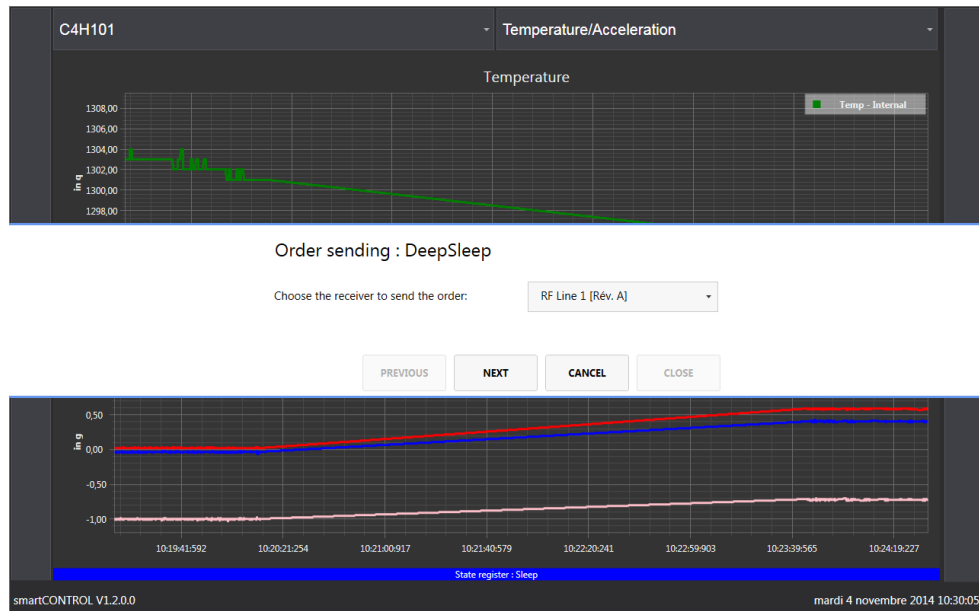 C4H101
Temperature/Acceleration
Temperature
Temp - Internal
1308,00
1306,00
1304,00
1302,00
1300,00
1298,00
in q
Order sending : DeepSleep
Choose the receiver to send the order:
RF Line 1 [Rév. A]
PREVIOUS NEXT CANCEL CLOSE
0,50
0,00
-0,50
-1,00
in g
10:19:41:592 10:20:21:254 10:21:00:917 10:21:40:579 10:22:20:241 10:22:59:903 10:23:39:565 10:24:19:227
State register : Sleep
smartCONTROL V1.2.0.0
mardi 4 novembre 2014 10:30:05